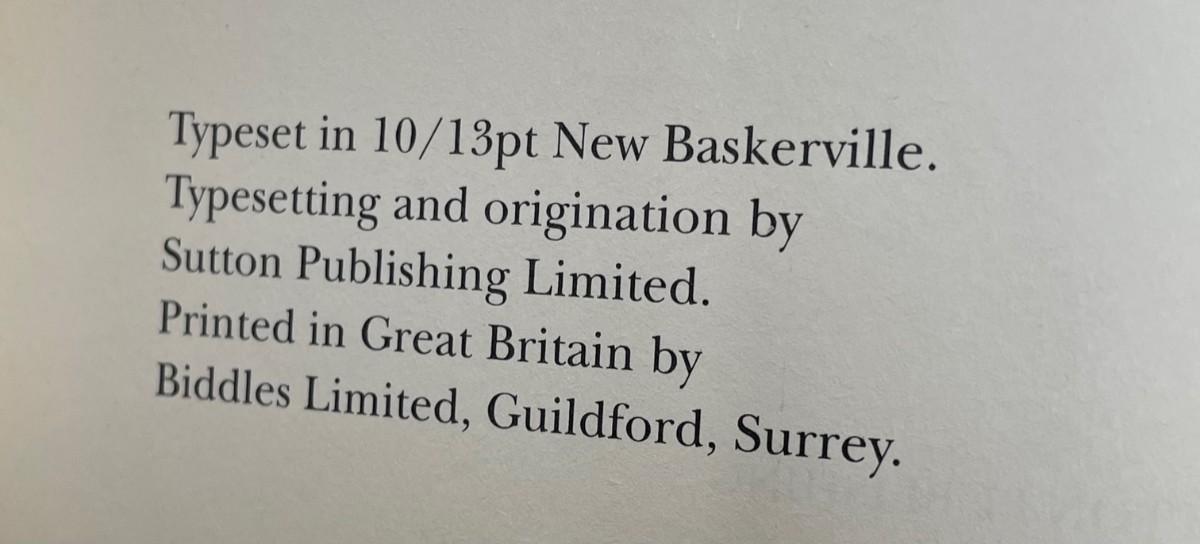 Typeset in 10/13pt New Baskerville.
Typesetting and origination by
Sutton Publishing Limited.
Printed in Great Britain by
Biddles Limited, Guildford, Surrey.